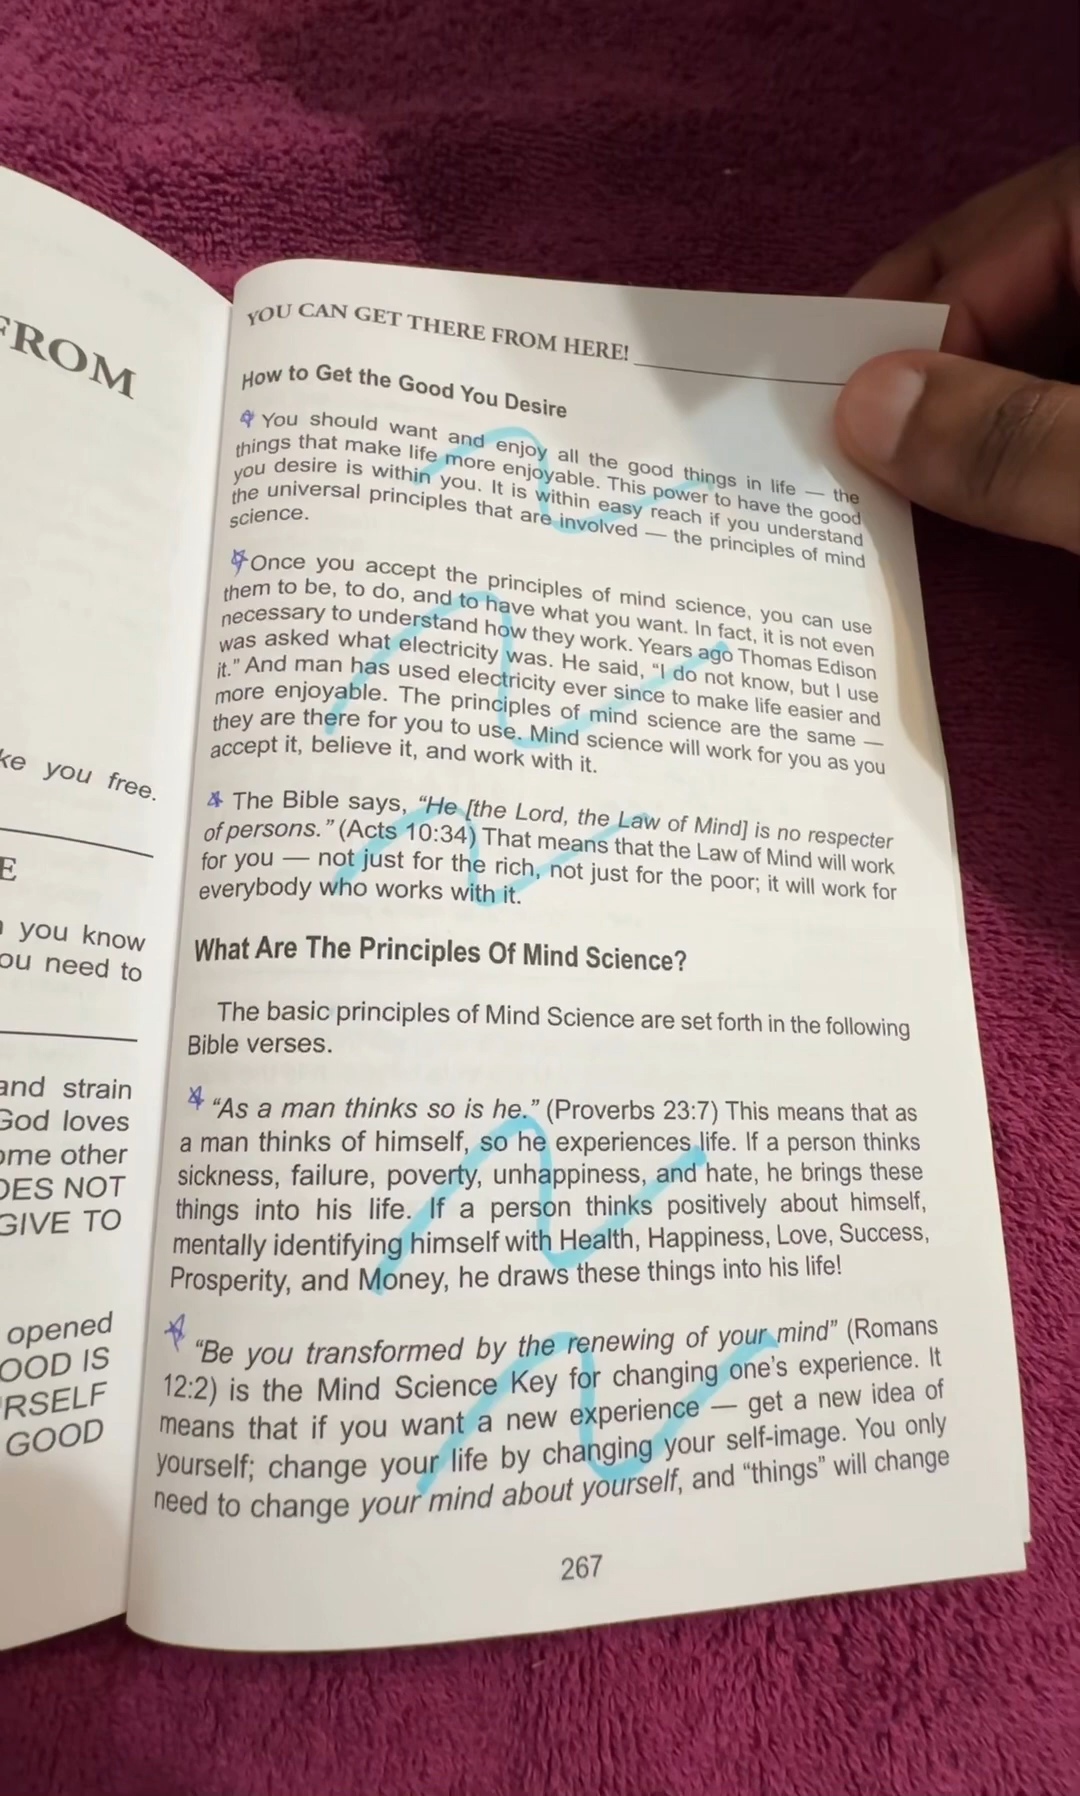 FROM
ke you free.
E
you know
ou need to
and strain
God loves
ome other
OES NOT
GIVE TO
opened
OOD IS
RSELF
GOOD
YOU CAN GET THERE FROM HERE!
How to Get the Good You Desire
You should want and enjoy all the good things in life — the
things that make life more enjoyable. This power to have the good
you desire is within you. It is within easy reach if you understand
the universal principles that are involved — the principles of mind
science.
Once you accept the principles of mind science, you can use
them to be, to do, and to have what you want. In fact, it is not even
necessary to understand how they work. Years ago Thomas Edison
was asked what electricity was. He said, “I do not know, but I use
it.” And man has used electricity ever since to make life easier and
more enjoyable. The principles of mind science are the same —
they are there for you to use. Mind science will work for you as you
accept it, believe it, and work with it.
The Bible says, “He [the Lord, the Law of Mind] is no respecter
of persons.” (Acts 10:34) That means that the Law of Mind will work
for you — not just for the rich, not just for the poor; it will work for
everybody who works with it.
What Are The Principles Of Mind Science?
The basic principles of Mind Science are set forth in the following
Bible verses.
“As a man thinks so is he.” (Proverbs 23:7) This means that as
a man thinks of himself, so he experiences life. If a person thinks
sickness, failure, poverty, unhappiness, and hate, he brings these
things into his life. If a person thinks positively about himself,
mentally identifying himself with Health, Happiness, Love, Success,
Prosperity, and Money, he draws these things into his life!
“Be you transformed by the renewing of your mind” (Romans
12:2) is the Mind Science Key for changing one’s experience. It
means that if you want a new experience — get a new idea of
yourself; change your life by changing your self-image. You only
need to change your mind about yourself, and “things” will change
267